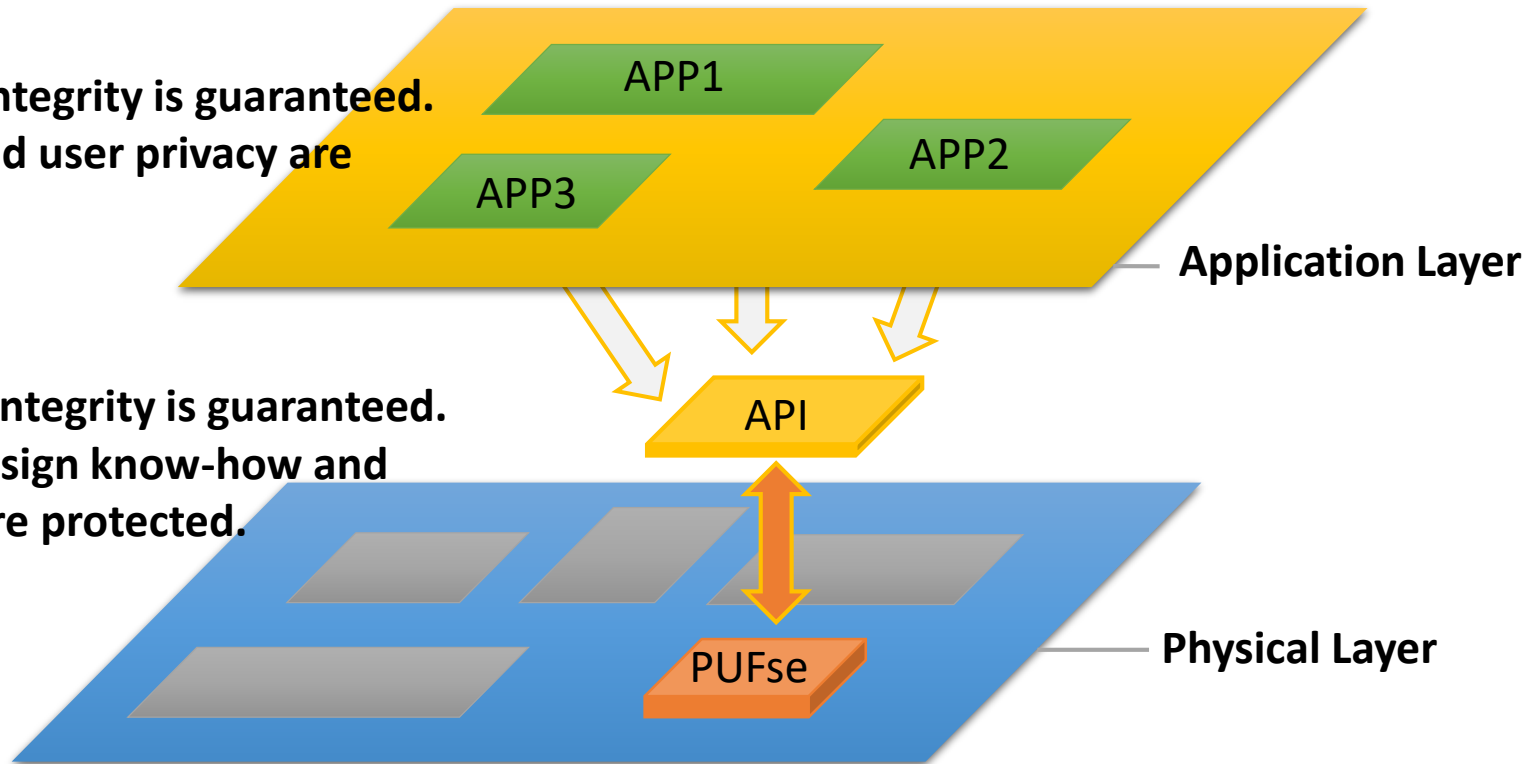 APP1
ntegrity is guaranteed.
d user privacy are
APP2
APP3
Application Layer
ntegrity is guaranteed.
API
sign know-how and
re protected.
Physical Layer
PUFse